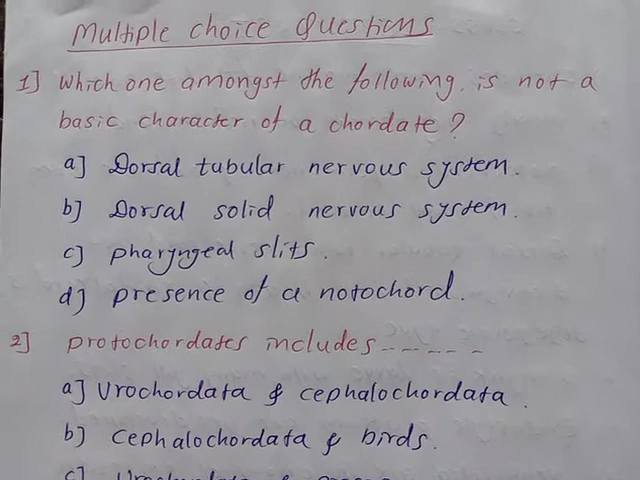 Multiple choice Questions
1] Which one amongst the following, is not a
basic character of a chordate?
a] Dorsal tubular nervous system.
b] Dorsal solid nervous system.
c] pharyngeal slits.
d] presence of a notochord.
2] protochordates includes -----
a] Urochordata & cephalochordata.
b] cephalochordata & birds.
c] Urochordata &